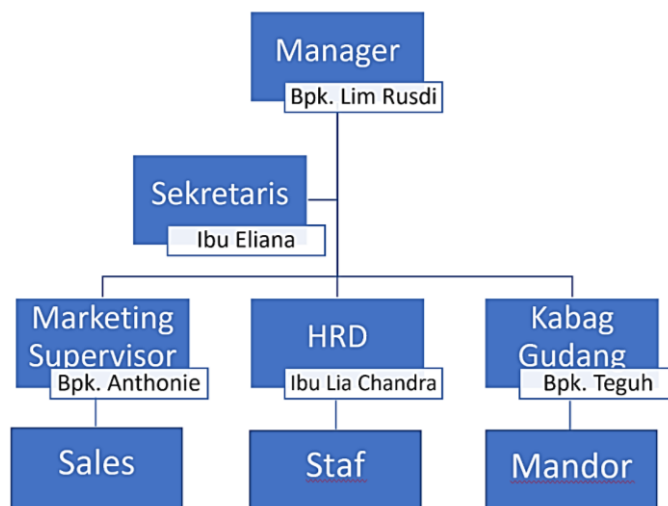 Manager
Bpk. Lim Rusdi
Sekretaris
Ibu Eliana
Marketing
Supervisor
Bpk. Anthonie
HRD
Ibu Lia Chandra
Kabag
Gudang
Bpk. Teguh
Sales
Staf
Mandor